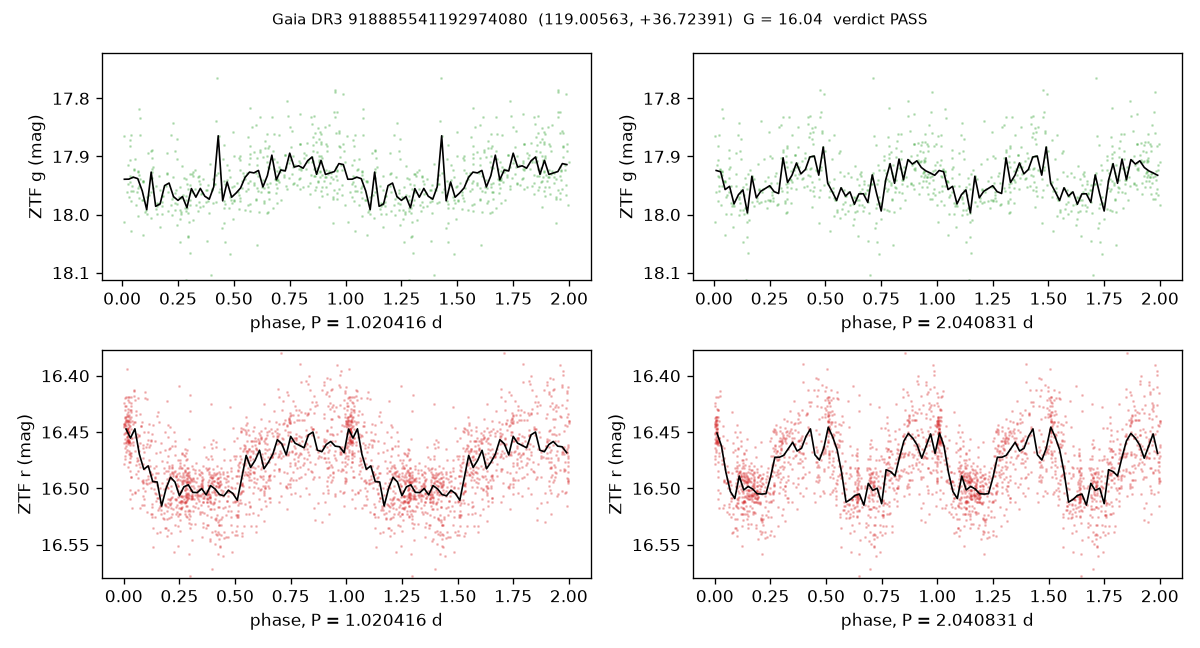 Gaia DR3 918885541192974080 (119.00563, +36.72391) G = 16.04 verdict PASS
ZTF g (mag)
17.8
17.9
18.0
18.1
0.00 0.25 0.50 0.75 1.00 1.25 1.50 1.75 2.00
phase, P = 1.020416 d
ZTF g (mag)
17.8
17.9
18.0
18.1
0.00 0.25 0.50 0.75 1.00 1.25 1.50 1.75 2.00
phase, P = 2.040831 d
ZTF r (mag)
16.40
16.45
16.50
16.55
0.00 0.25 0.50 0.75 1.00 1.25 1.50 1.75 2.00
phase, P = 1.020416 d
ZTF r (mag)
16.40
16.45
16.50
16.55
0.00 0.25 0.50 0.75 1.00 1.25 1.50 1.75 2.00
phase, P = 2.040831 d